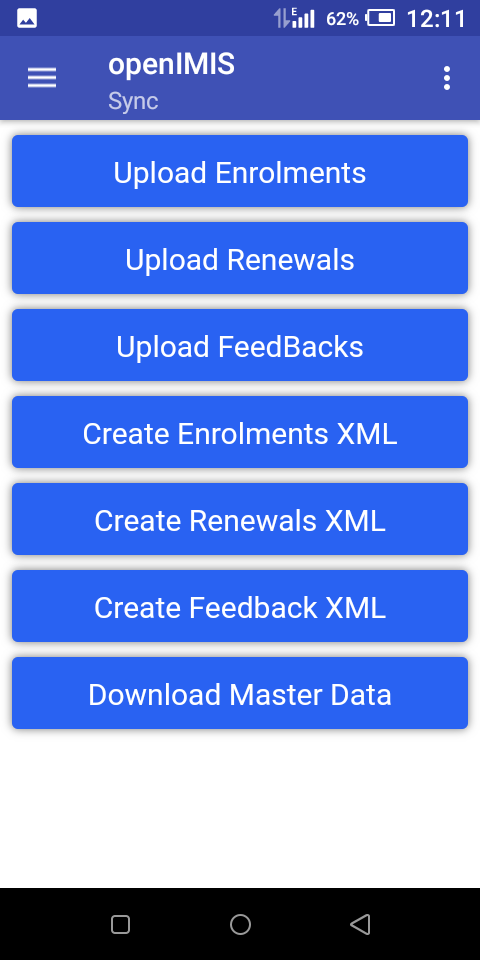 E
62%
12:11
openIMIS
Sync
Upload Enrolments
Upload Renewals
Upload FeedBacks
Create Enrolments XML
Create Renewals XML
Create Feedback XML
Download Master Data